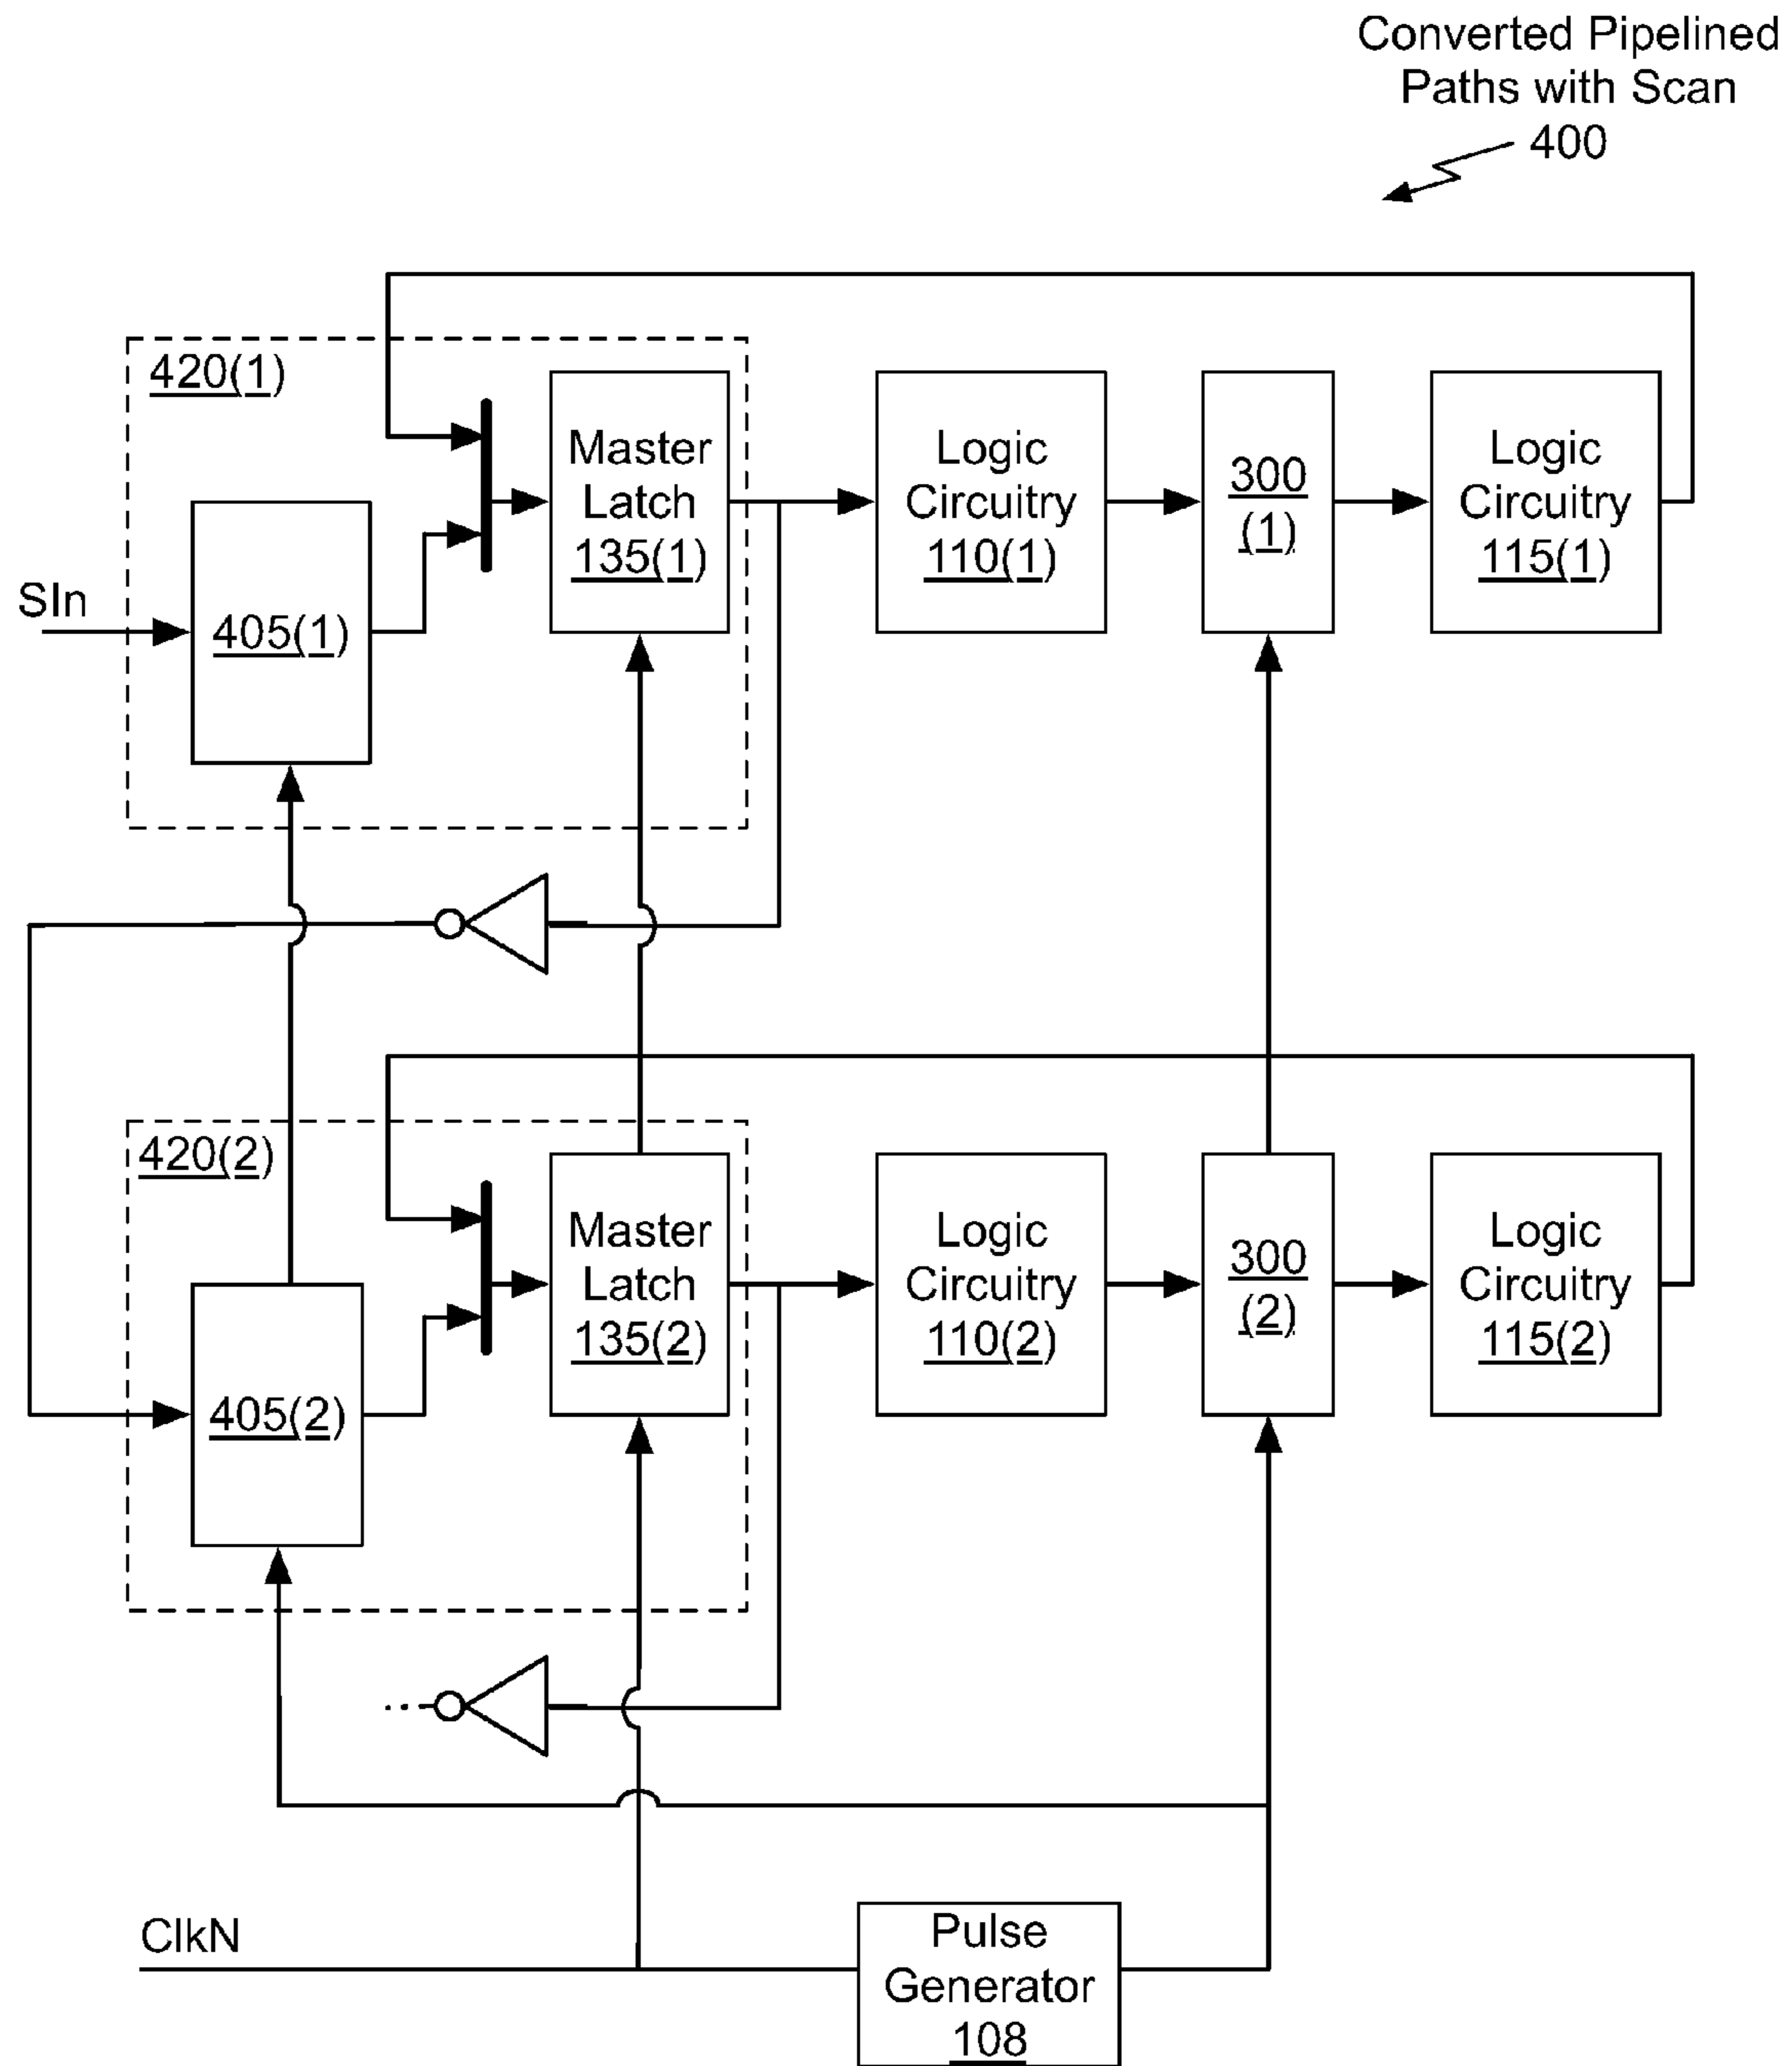 Converted Pipelined
Paths with Scan
400
420(1)
Master
Latch
135(1)
Logic
Circuitry
110(1)
300
(1)
Logic
Circuitry
115(1)
SIn
405(1)
420(2)
Master
Latch
135(2)
Logic
Circuitry
110(2)
300
(2)
Logic
Circuitry
115(2)
405(2)
ClkN
Pulse
Generator
108